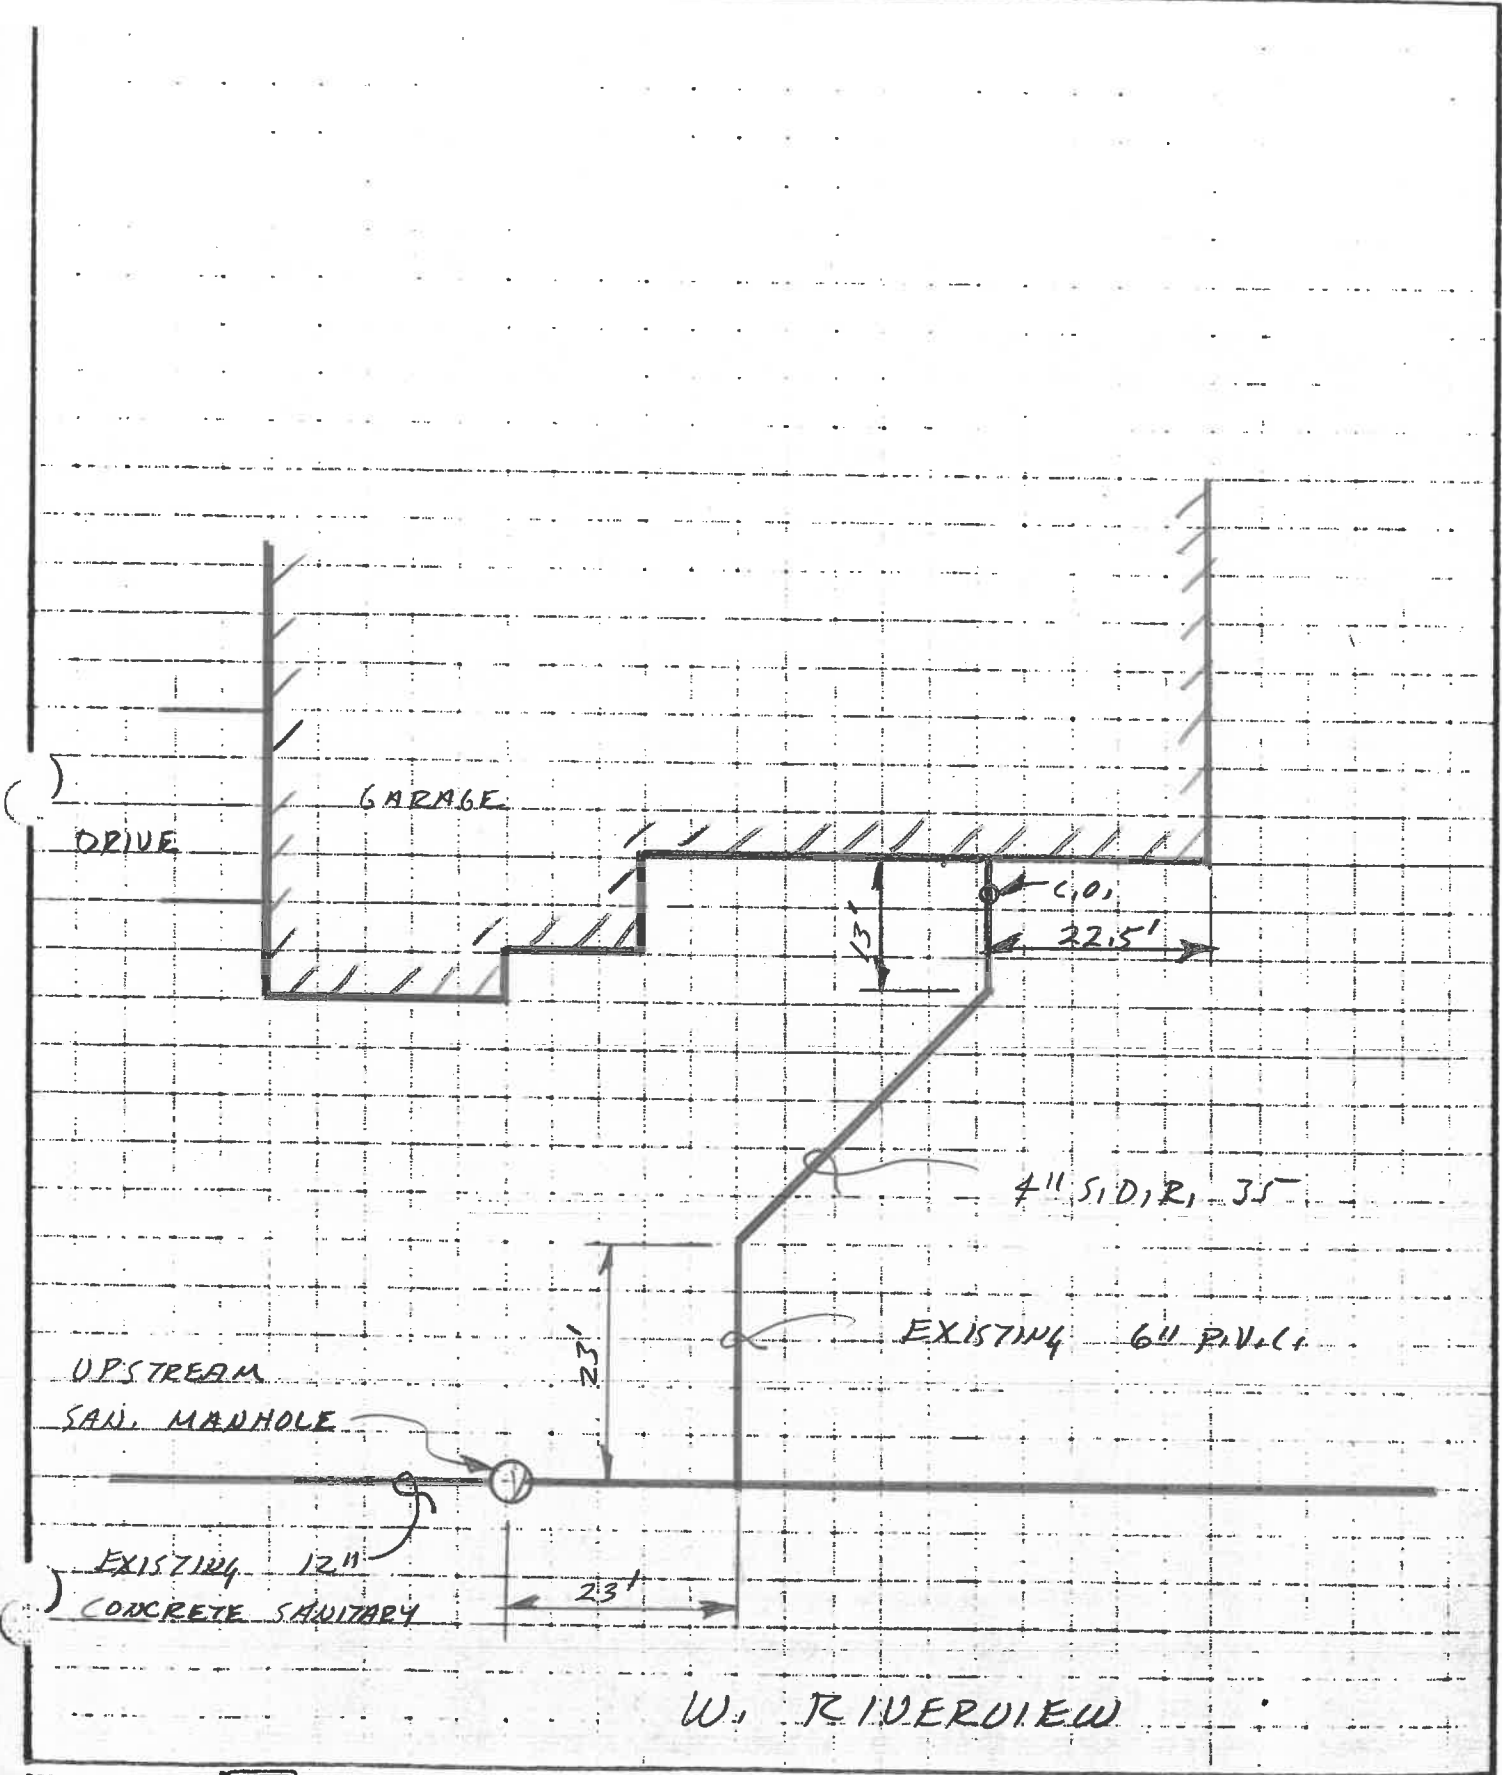 GARAGE
DRIVE
C.O.
13'
22.5'
4" S.D.R. 35
23'
EXISTING 6" P.V.C.
UPSTREAM
SAN. MANHOLE
EXISTING 12"
CONCRETE SANITARY
23'
W. RIVERVIEW